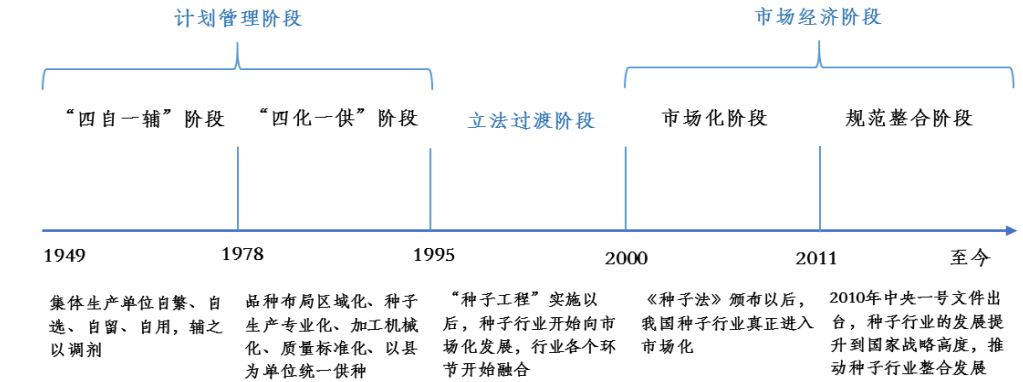 计划管理阶段
市场经济阶段
“四自一辅”阶段
“四化一供”阶段
立法过渡阶段
市场化阶段
规范整合阶段
1949
1978
1995
2000
2011
至今
集体生产单位自繁、自
选、自留、自用，辅之
以调剂
品种布局区域化、种子
生产专业化、加工机械
化、质量标准化、以县
为单位统一供种
“种子工程”实施以
后，种子行业开始向市
场化发展，行业各个环
节开始融合
《种子法》颁布以后，
我国种子行业真正进入
市场化
2010年中央一号文件出
台，种子行业的发展提
升到国家战略高度，推
动种子行业整合发展